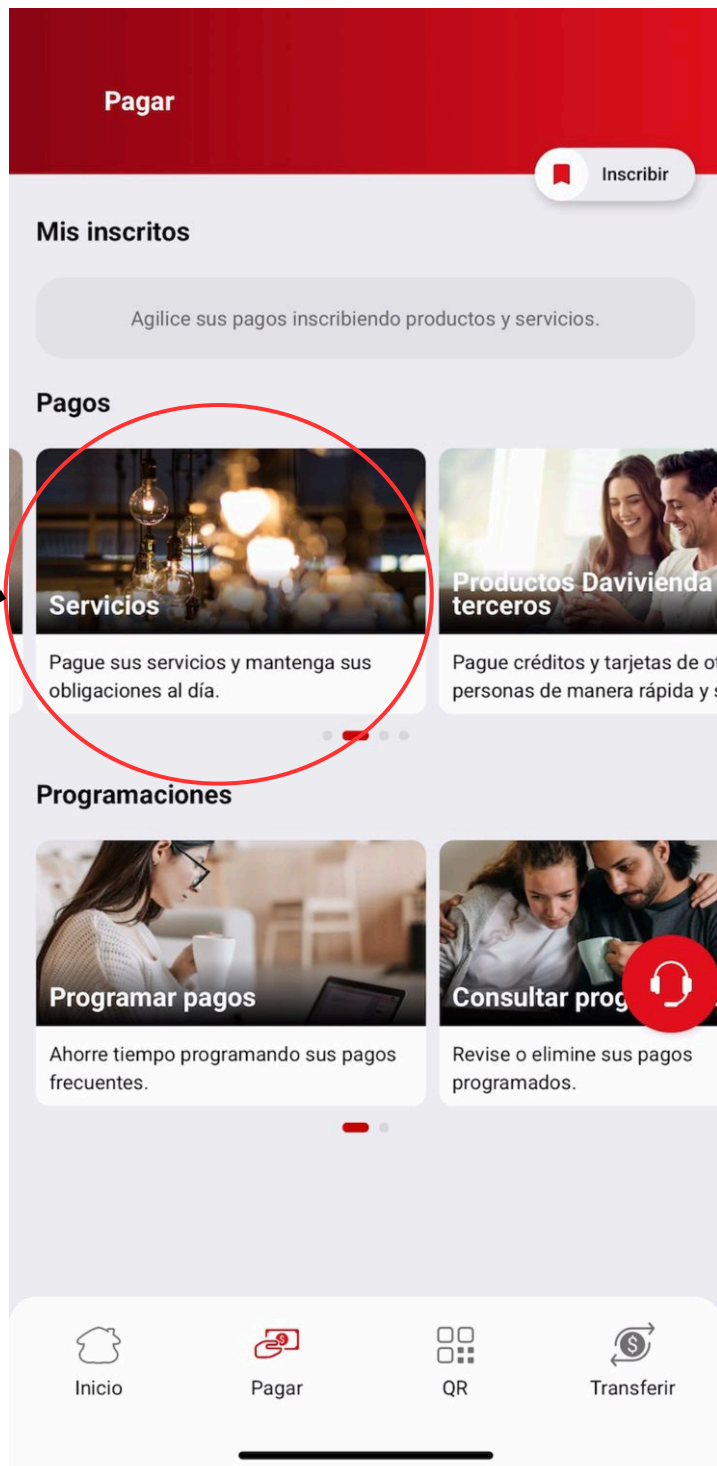 Pagar
Inscribir
Mis inscritos
Agilice sus pagos inscribiendo productos y servicios.
Pagos
Servicios
Pague sus servicios y mantenga sus
obligaciones al día.
Productos Davivienda
terceros
Pague créditos y tarjetas de
personas de manera rápida y
Programaciones
Programar pagos
Ahorre tiempo programando sus pagos
frecuentes.
Consultar prog
Revise o elimine sus pagos
programados.
Inicio
Pagar
QR
Transferir